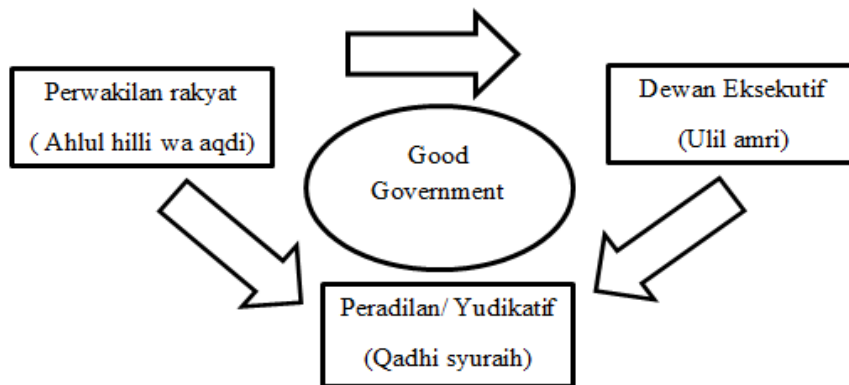 Perwakilan rakyat
( Ahlul hilli wa aqdi)
Dewan Eksekutif
(Ulil amri)
Good
Government
Peradilan/ Yudikatif
(Qadhi syuraih)